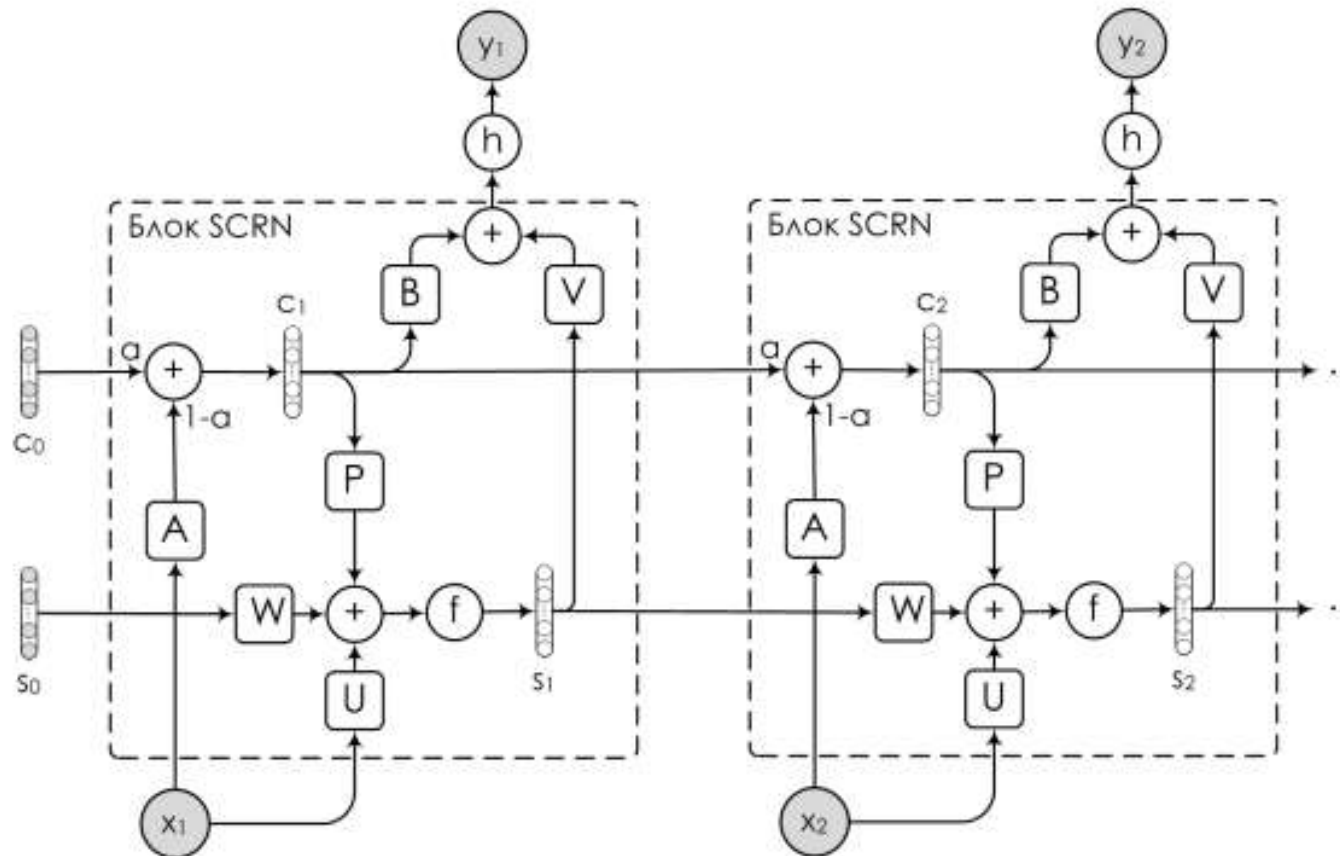 y1
y2
h
h
Блок SCRN
+
Блок SCRN
+
B
V
B
V
c1
c2
a
+
a
+
c0
1-a
1-a
P
P
A
A
W
+
f
W
+
f
s0
U
s1
U
s2
x1
x2